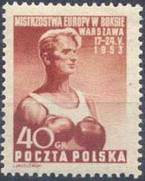 MISTRZOSTWA EUROPY W BOKSIE
WARSZAWA
17-24.V.
1953
40 GR.
POCZTA POLSKA